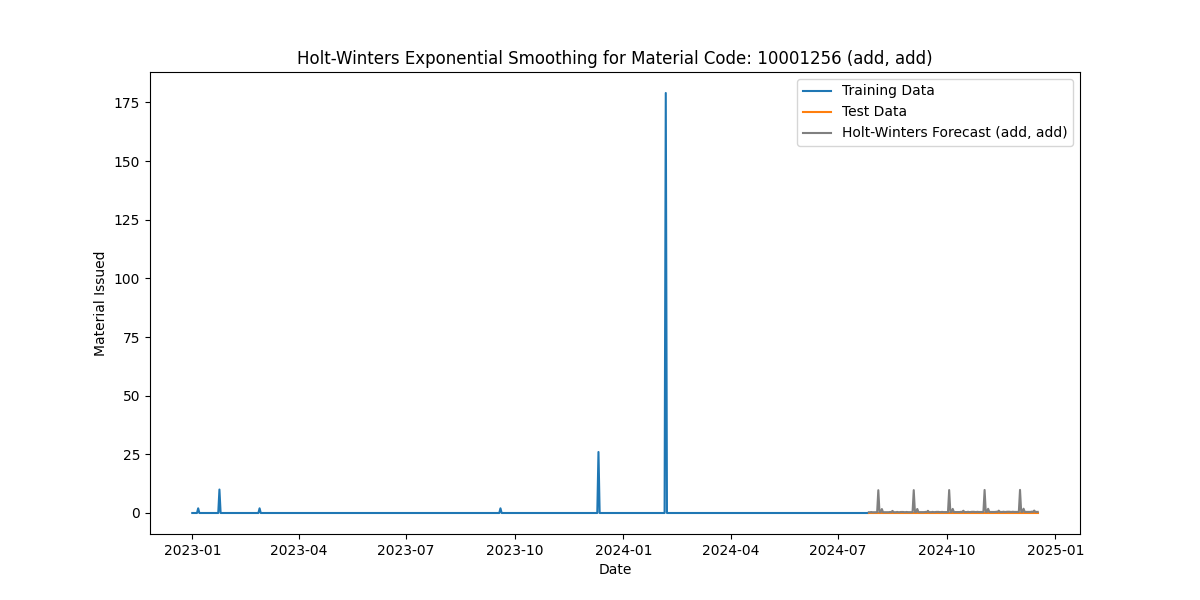 Holt-Winters Exponential Smoothing for Material Code: 10001256 (add, add)
Training Data
Test Data
Holt-Winters Forecast (add, add)
Material Issued
175
150
125
100
75
50
25
0
2023-01 2023-04 2023-07 2023-10 2024-01 2024-04 2024-07 2024-10 2025-01
Date